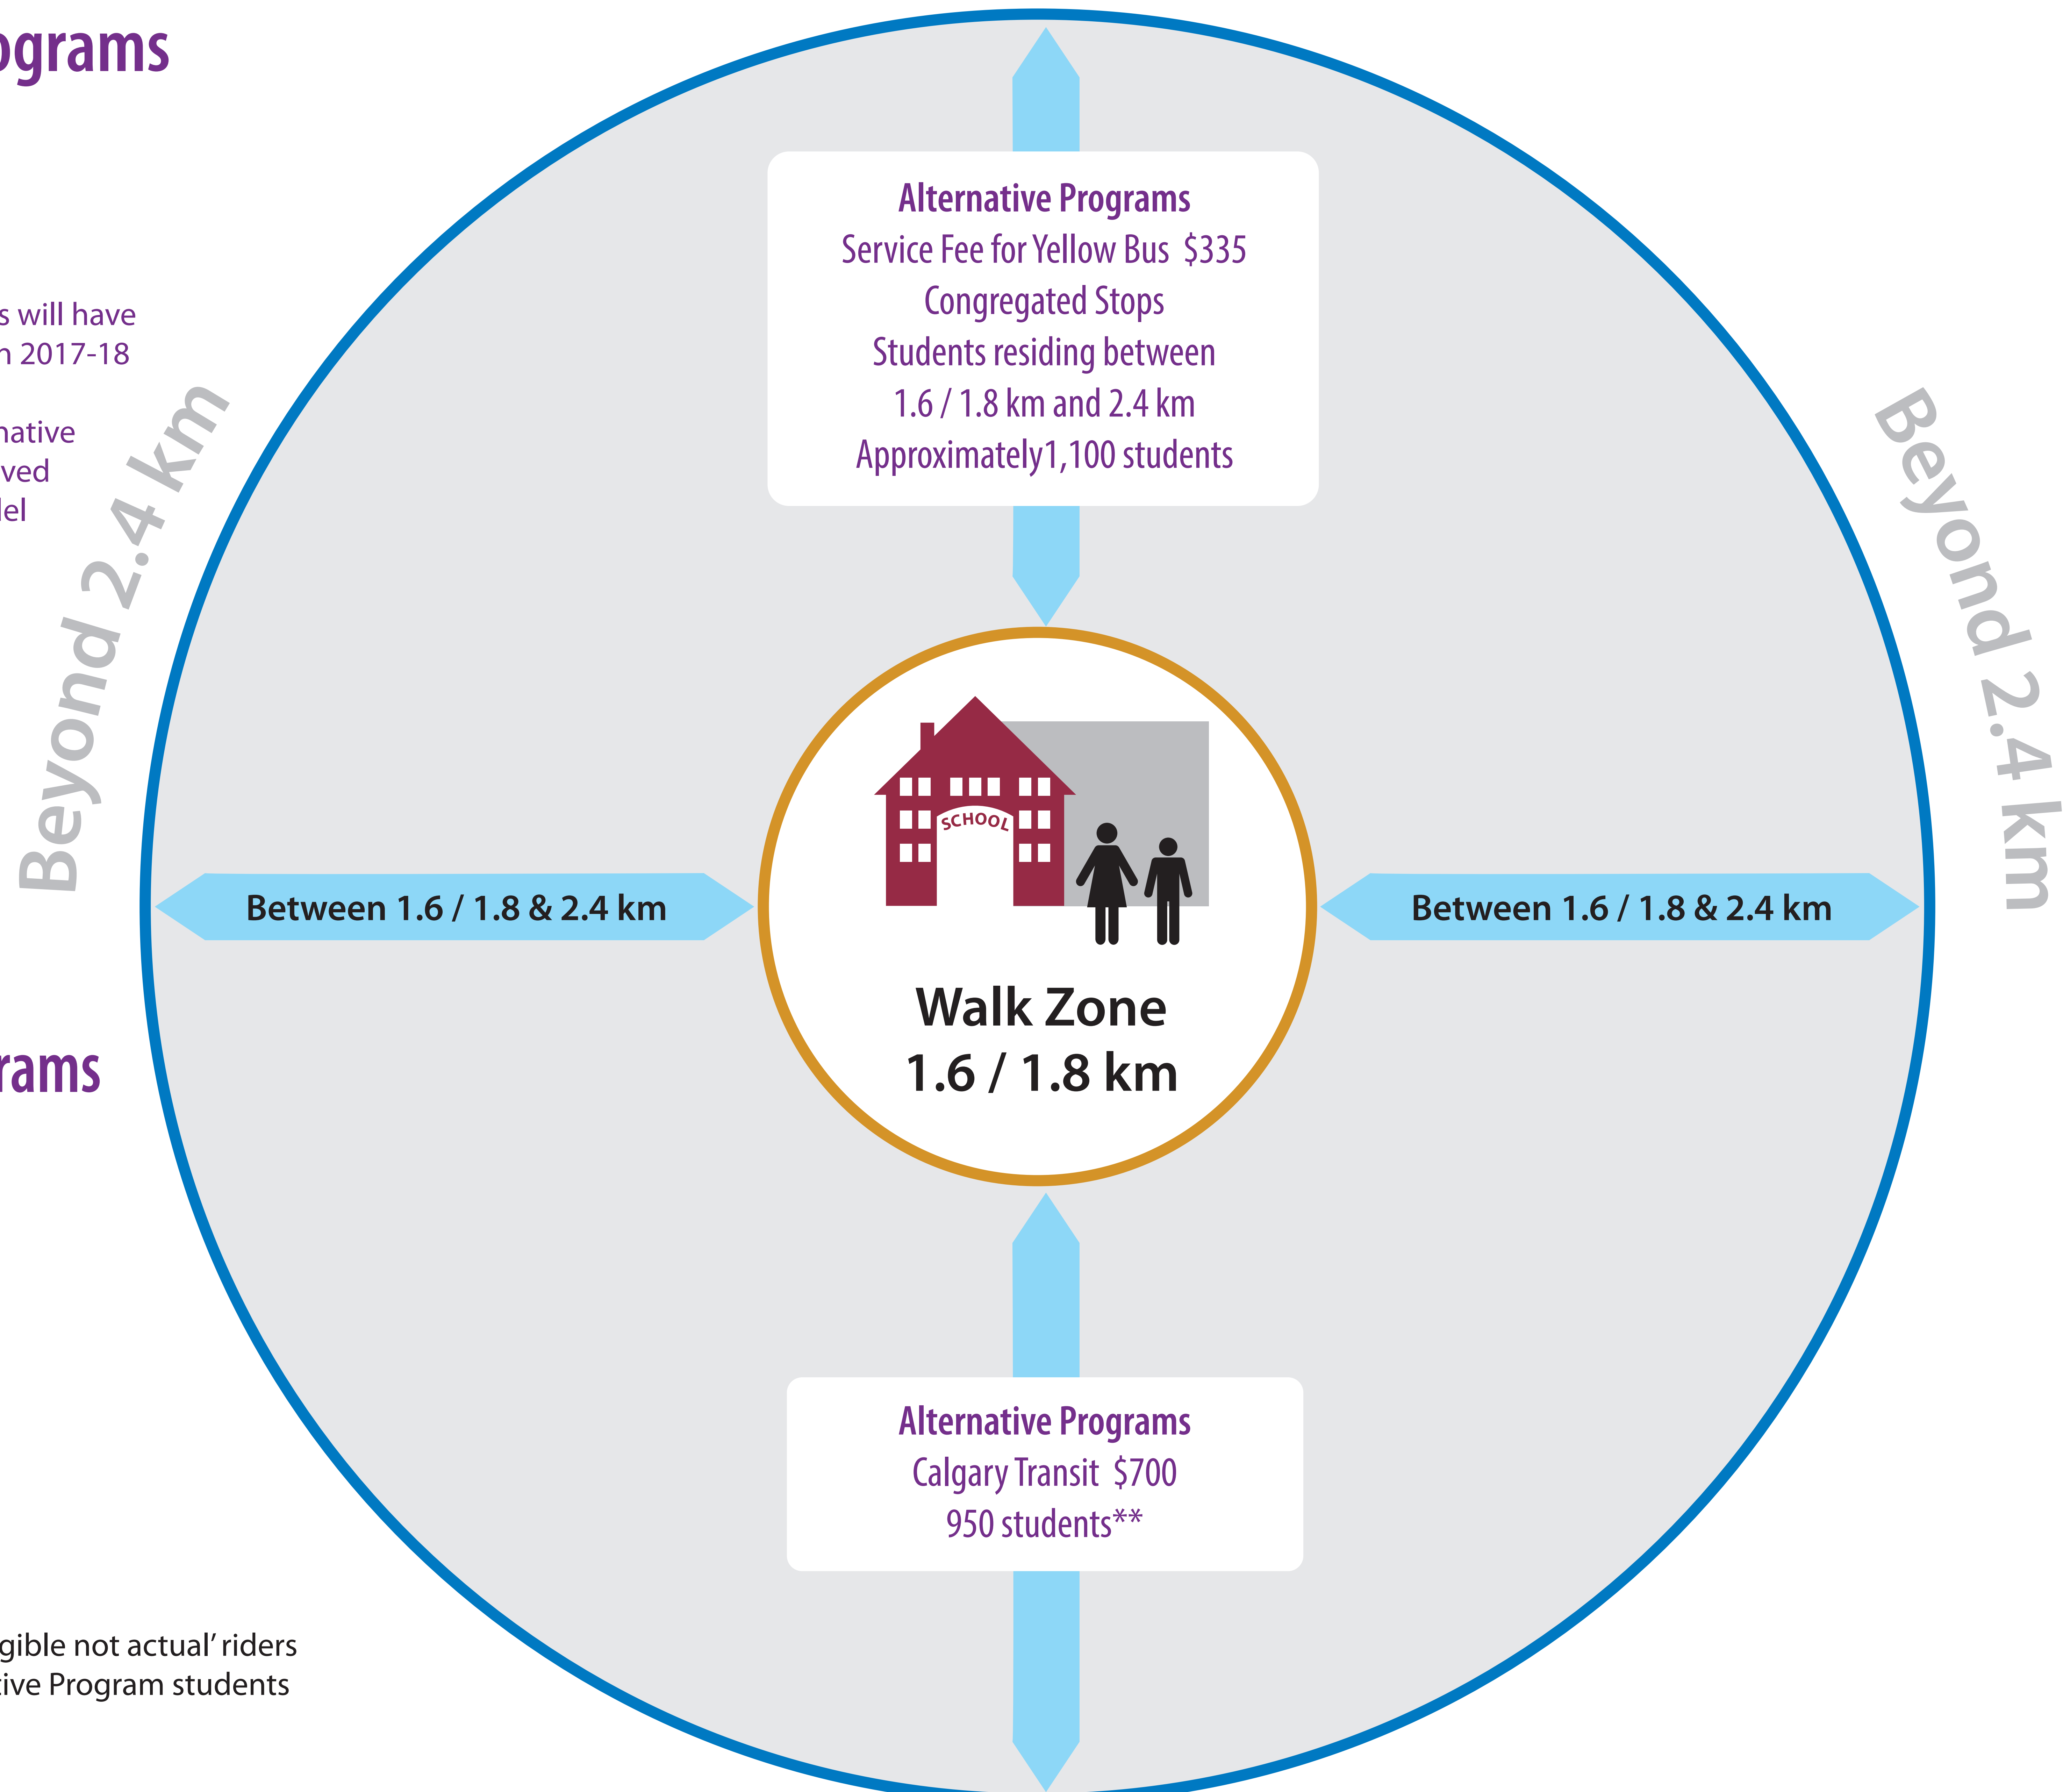 ograms
s will have
n 2017-18
native
ved
del
Beyond 2.4 km
Alternative Programs
Service Fee for Yellow Bus $335
Congregated Stops
Students residing between
1.6 / 1.8 km and 2.4 km
Approximately1,100 students
Beyond 2.4 km
SCHOOL
Between 1.6 / 1.8 & 2.4 km
Between 1.6 / 1.8 & 2.4 km
Walk Zone
1.6 / 1.8 km
rams
Alternative Programs
Calgary Transit $700
950 students**
gible not actual’ riders
tive Program students